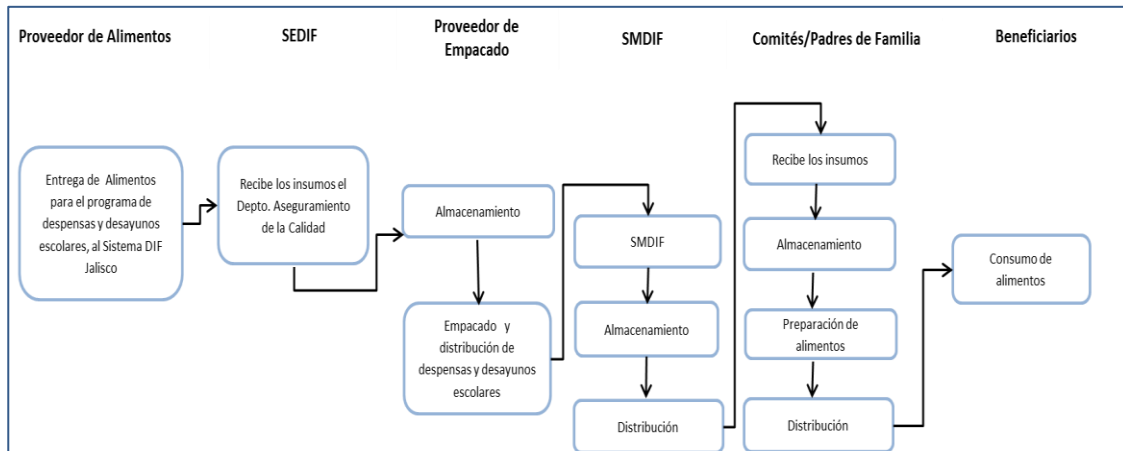 Proveedor de Alimentos
SEDIF
Proveedor de
Empacado
SMDIF
Comités/Padres de Familia
Beneficiarios
Entrega de Alimentos
para el programa de
despensas y desayunos
escolares, al Sistema DIF
Jalisco
Recibe los insumos el
Depto. Aseguramiento
de la Calidad
Almacenamiento
Empacado y
distribución de
despensas y desayunos
escolares
SMDIF
Almacenamiento
Distribución
Recibe los insumos
Almacenamiento
Preparación de
alimentos
Distribución
Consumo de
alimentos